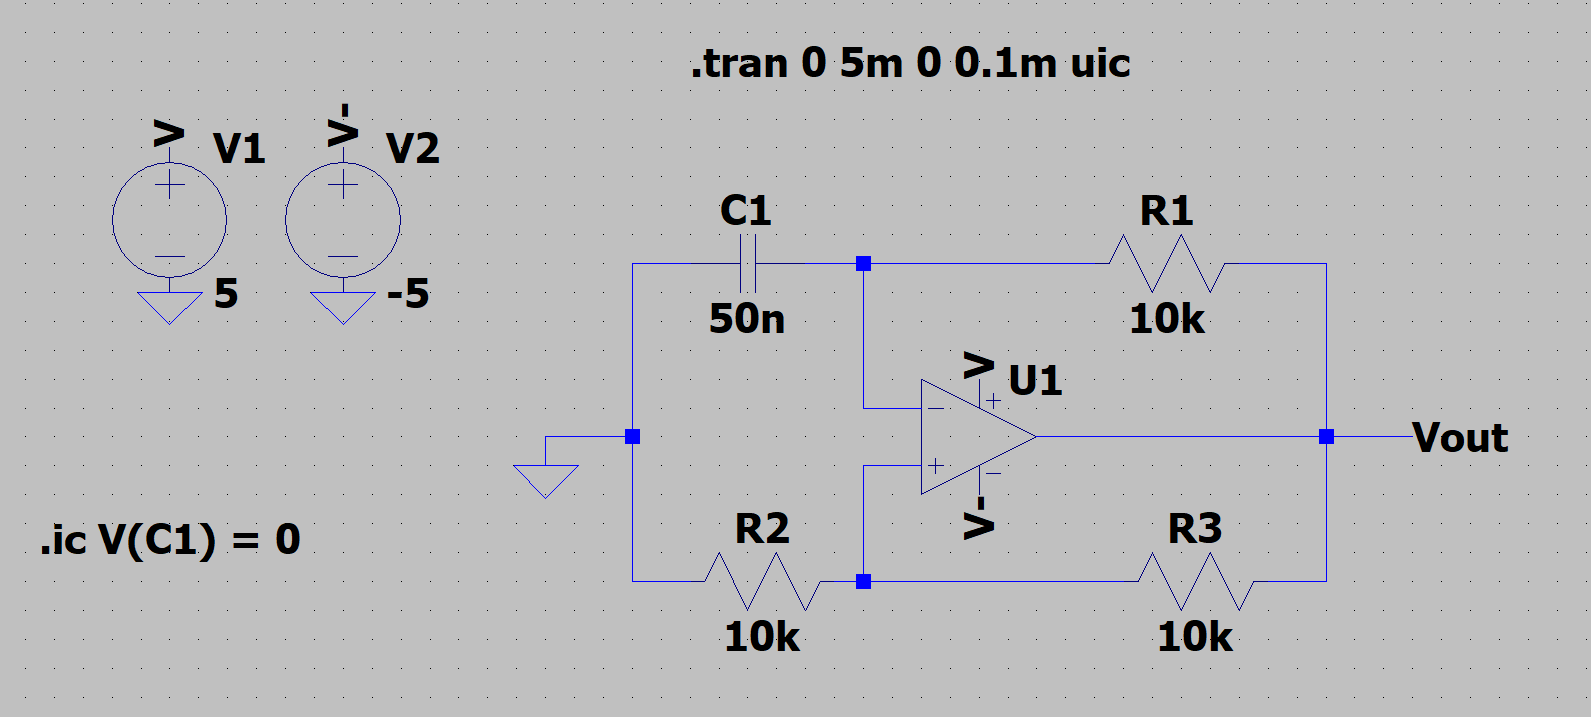 .tran 0 5m 0 0.1m uic
V
V1
5
V-
V2
-5
C1
50n
R1
10k
V
U1
V-
Vout
.ic V(C1) = 0
R2
10k
R3
10k